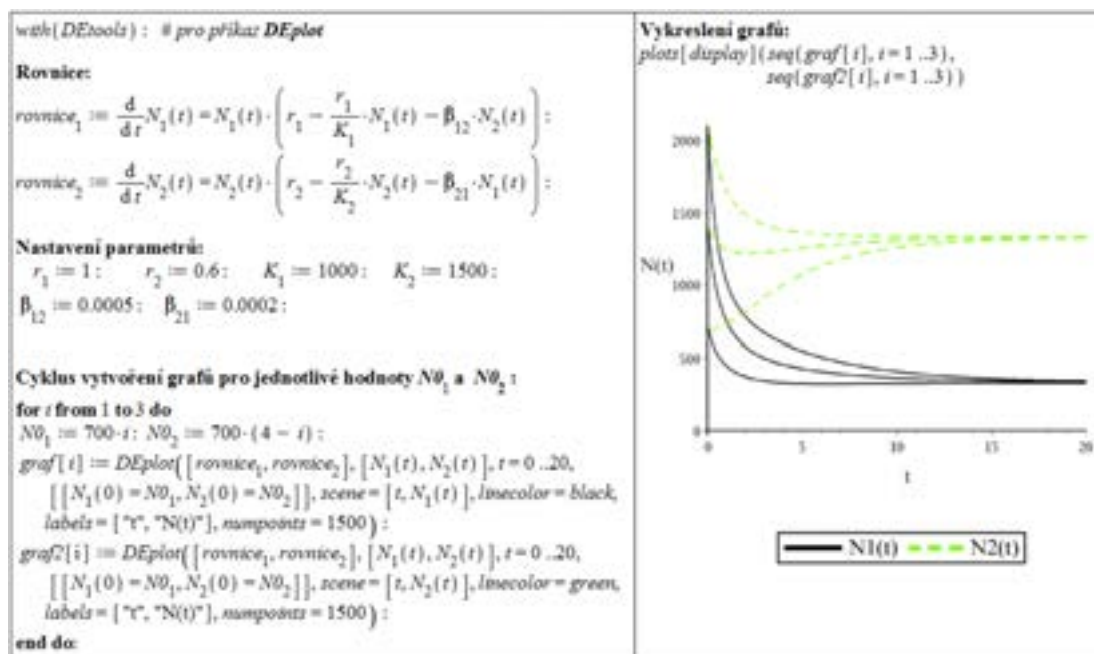 with(DEtools): # pro příkaz DEplot
Rovnice:
rovnice₁ := d/dt N₁(t) = N₁(t)·(r₁ − r₁/K₁·N₁(t) − β₁₂·N₂(t)):
rovnice₂ := d/dt N₂(t) = N₂(t)·(r₂ − r₂/K₂·N₂(t) − β₂₁·N₁(t)):
Nastavení parametrů:
r₁ := 1: r₂ := 0.6: K₁ := 1000: K₂ := 1500:
β₁₂ := 0.0005: β₂₁ := 0.0002:
Cyklus vytvoření grafů pro jednotlivé hodnoty N0₁ a N0₂:
for i from 1 to 3 do
N0₁ := 700·i: N0₂ := 700·(4 − i):
graf[i] := DEplot([rovnice₁, rovnice₂], [N₁(t), N₂(t)], t = 0..20,
[[N₁(0) = N0₁, N₂(0) = N0₂]], scene = [t, N₁(t)], linecolor = black,
labels = ["t", "N(t)"], numpoints = 1500):
graf2[i] := DEplot([rovnice₁, rovnice₂], [N₁(t), N₂(t)], t = 0..20,
[[N₁(0) = N0₁, N₂(0) = N0₂]], scene = [t, N₂(t)], linecolor = green,
labels = ["t", "N(t)"], numpoints = 1500):
end do:
Vykreslení grafů:
plots[display](seq(graf[i], i = 1..3),
seq(graf2[i], i = 1..3))
2000
1500
N(t)
1000
500
0
0 5 10 15 20
t
N1(t) N2(t)